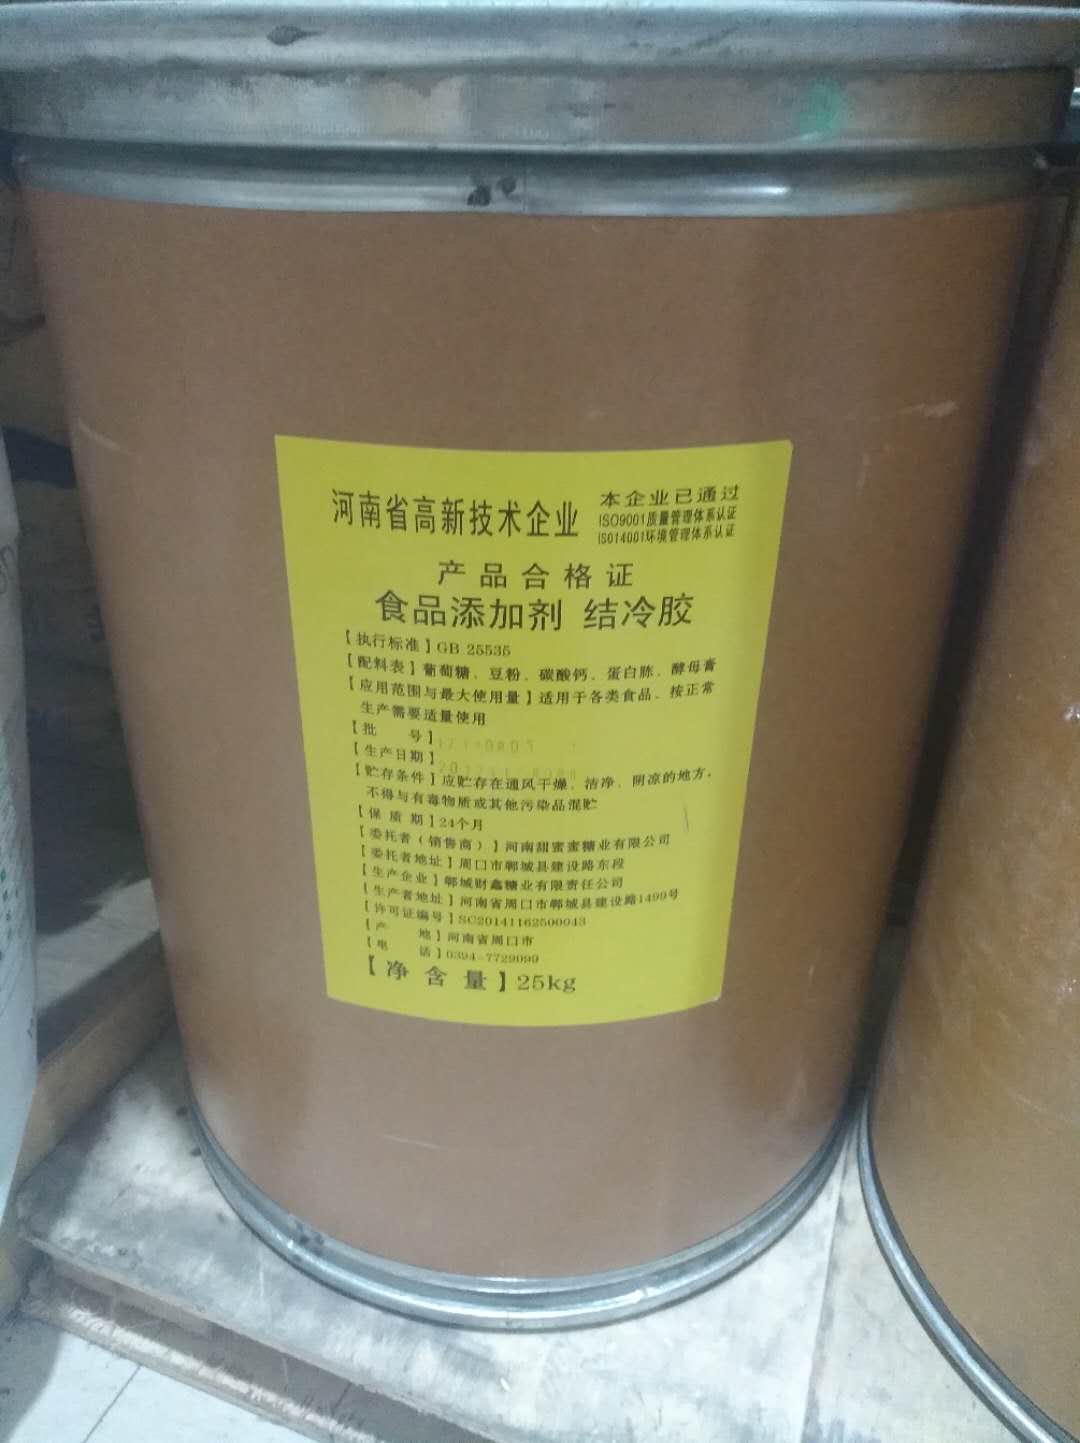 河南省高新技术企业
本企业已通过
ISO9001质量管理体系认证
ISO14001环境管理体系认证
产品合格证
食品添加剂 结冷胶
【执行标准】GB 25535
【配料表】葡萄糖、豆粉、碳酸钙、蛋白胨、酵母膏
【应用范围与最大使用量】适用于各类食品、按正常
生产需要适量使用
【批 号】
【生产日期】
【贮存条件】应贮存在通风干燥、洁净、阴凉的地方，
不得与有毒物质或其他污染品混贮
【保 质 期】24个月
【委托者（销售商）】河南甜蜜蜜糖业有限公司
【委托者地址】周口市郸城县建设路东段
【生产企业】郸城财鑫糖业有限责任公司
【生产者地址】河南省周口市郸城县建设路1499号
【许可证编号】SC20141162500043
【产 地】河南省周口市
【电 话】0394-7729099
【净 含 量】25kg